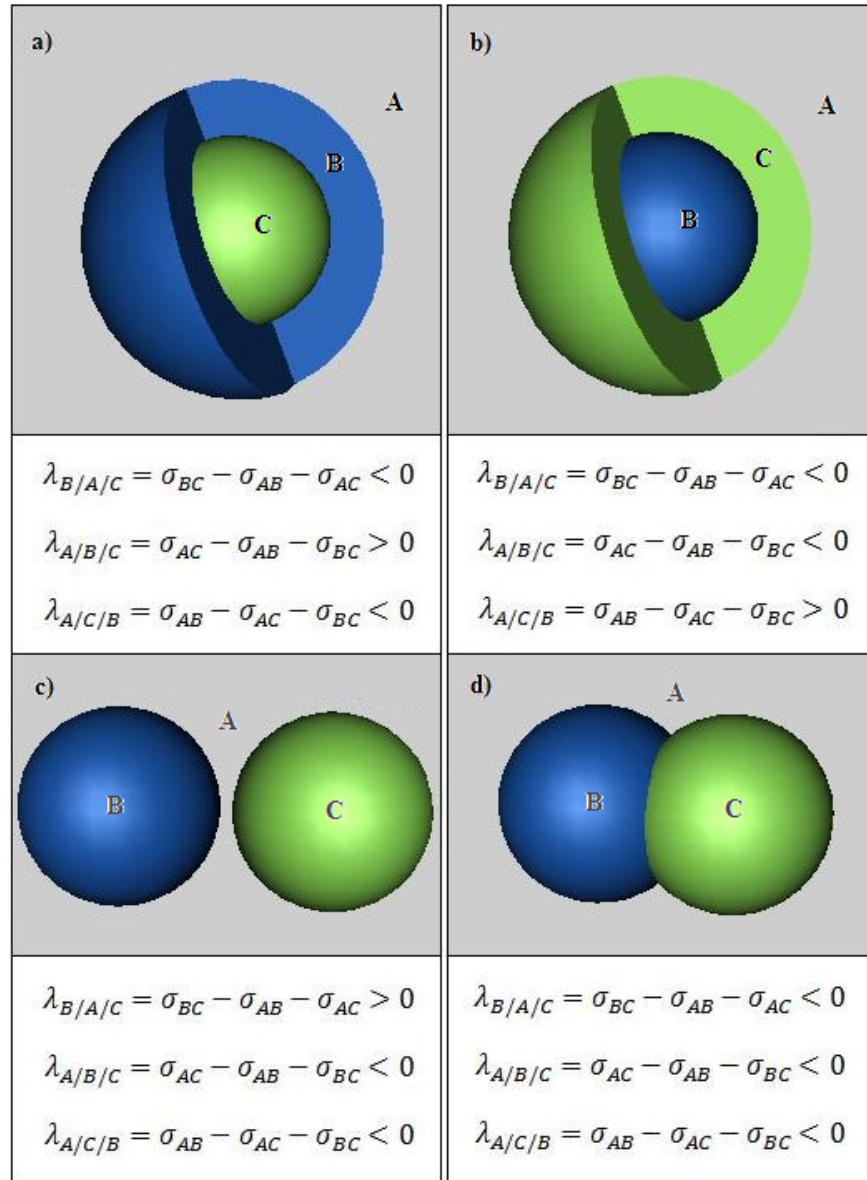 a)
A
B
C
b)
A
C
B
λ_{B/A/C} = σ_{BC} − σ_{AB} − σ_{AC} < 0
λ_{A/B/C} = σ_{AC} − σ_{AB} − σ_{BC} > 0
λ_{A/C/B} = σ_{AB} − σ_{AC} − σ_{BC} < 0
λ_{B/A/C} = σ_{BC} − σ_{AB} − σ_{AC} < 0
λ_{A/B/C} = σ_{AC} − σ_{AB} − σ_{BC} < 0
λ_{A/C/B} = σ_{AB} − σ_{AC} − σ_{BC} > 0
c)
A
B
C
d)
A
B
C
λ_{B/A/C} = σ_{BC} − σ_{AB} − σ_{AC} > 0
λ_{A/B/C} = σ_{AC} − σ_{AB} − σ_{BC} < 0
λ_{A/C/B} = σ_{AB} − σ_{AC} − σ_{BC} < 0
λ_{B/A/C} = σ_{BC} − σ_{AB} − σ_{AC} < 0
λ_{A/B/C} = σ_{AC} − σ_{AB} − σ_{BC} < 0
λ_{A/C/B} = σ_{AB} − σ_{AC} − σ_{BC} < 0